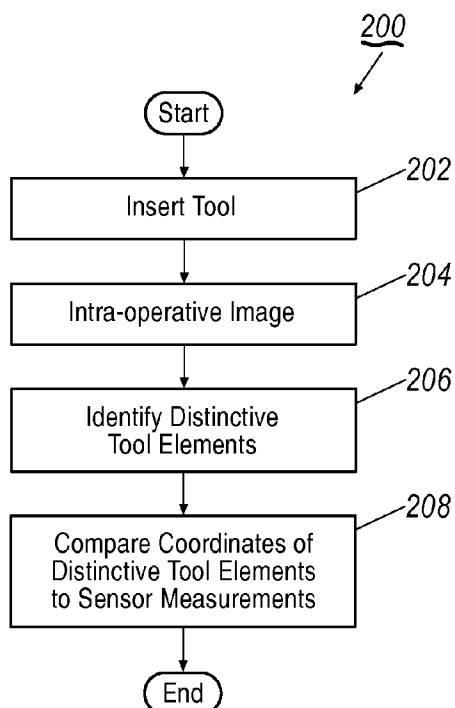 200
Start
202
Insert Tool
204
Intra-operative Image
206
Identify Distinctive
Tool Elements
208
Compare Coordinates of
Distinctive Tool Elements
to Sensor Measurements
End